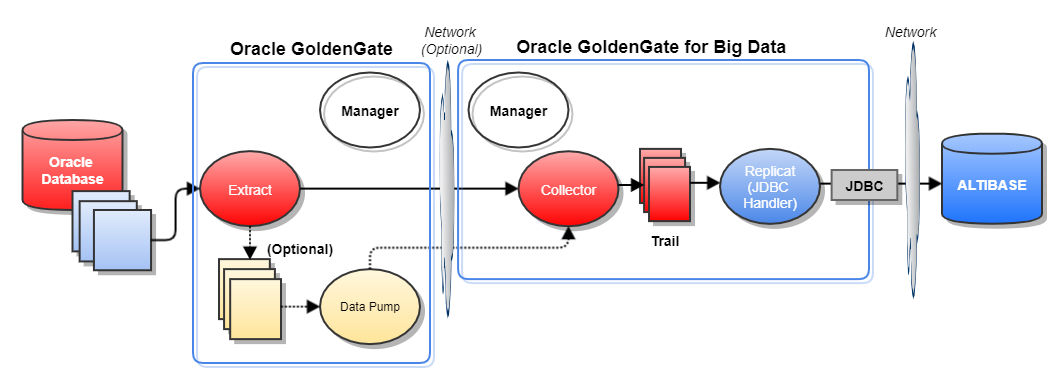 Network
(Optional)
Network
Oracle GoldenGate
Oracle GoldenGate for Big Data
Manager
Manager
Oracle
Database
Extract
Collector
Replicat
(JDBC
Handler)
JDBC
ALTIBASE
Trail
(Optional)
Data Pump